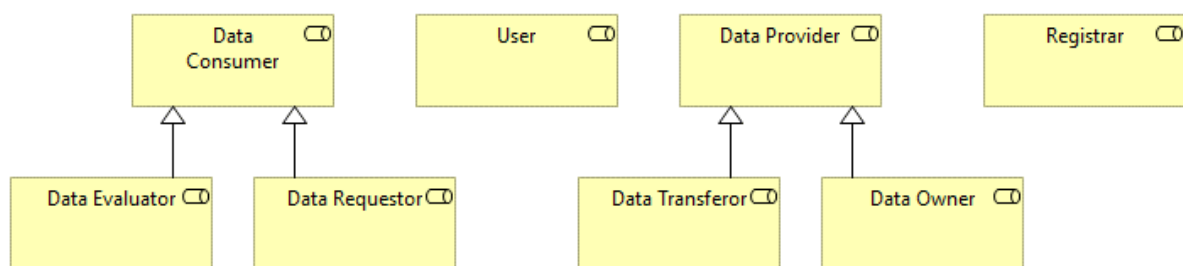 Data
Consumer
User
Data Provider
Registrar
Data Evaluator
Data Requestor
Data Transferor
Data Owner